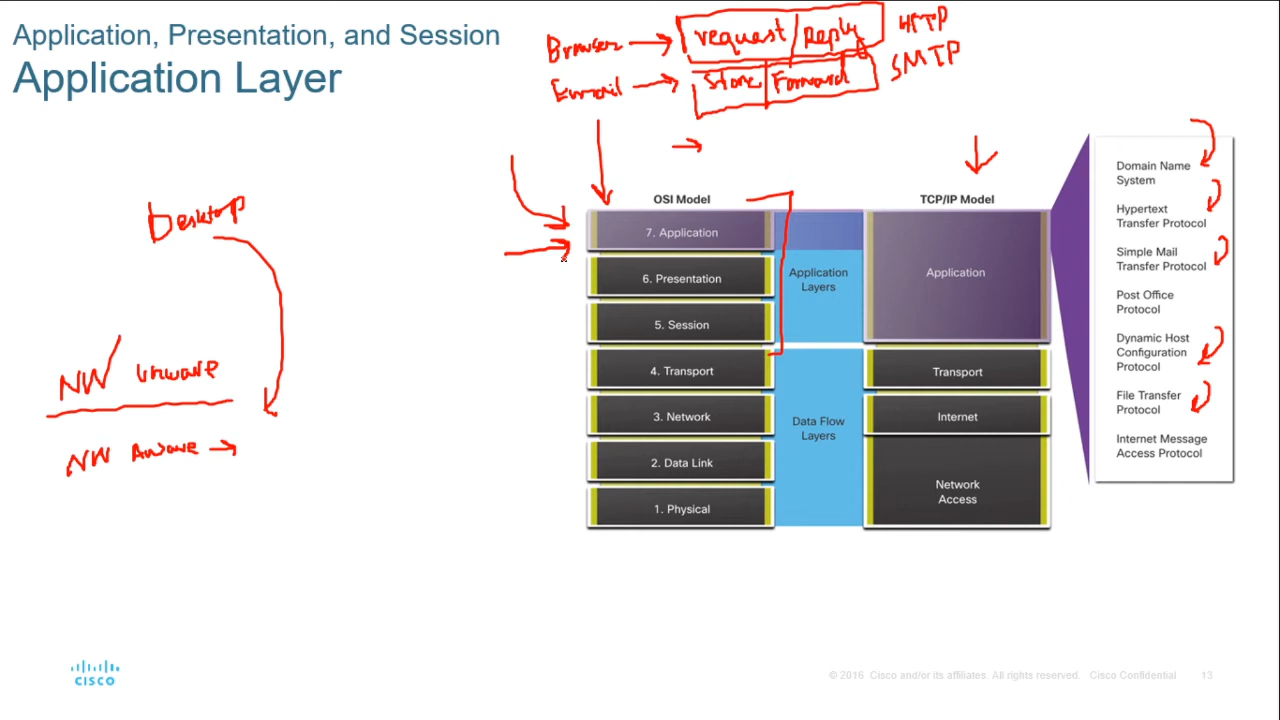 Application, Presentation, and Session
Application Layer
Browser → request | Reply HTTP
Email → Store | Forward SMTP
Desktop
NW Unware
NW Aware →
OSI Model
7. Application
6. Presentation
5. Session
4. Transport
3. Network
2. Data Link
1. Physical
Application
Layers
Data Flow
Layers
TCP/IP Model
Application
Transport
Internet
Network
Access
Domain Name
System
Hypertext
Transfer Protocol
Simple Mail
Transfer Protocol
Post Office
Protocol
Dynamic Host
Configuration
Protocol
File Transfer
Protocol
Internet Message
Access Protocol
CISCO
© 2016 Cisco and/or its affiliates. All rights reserved. Cisco Confidential 13